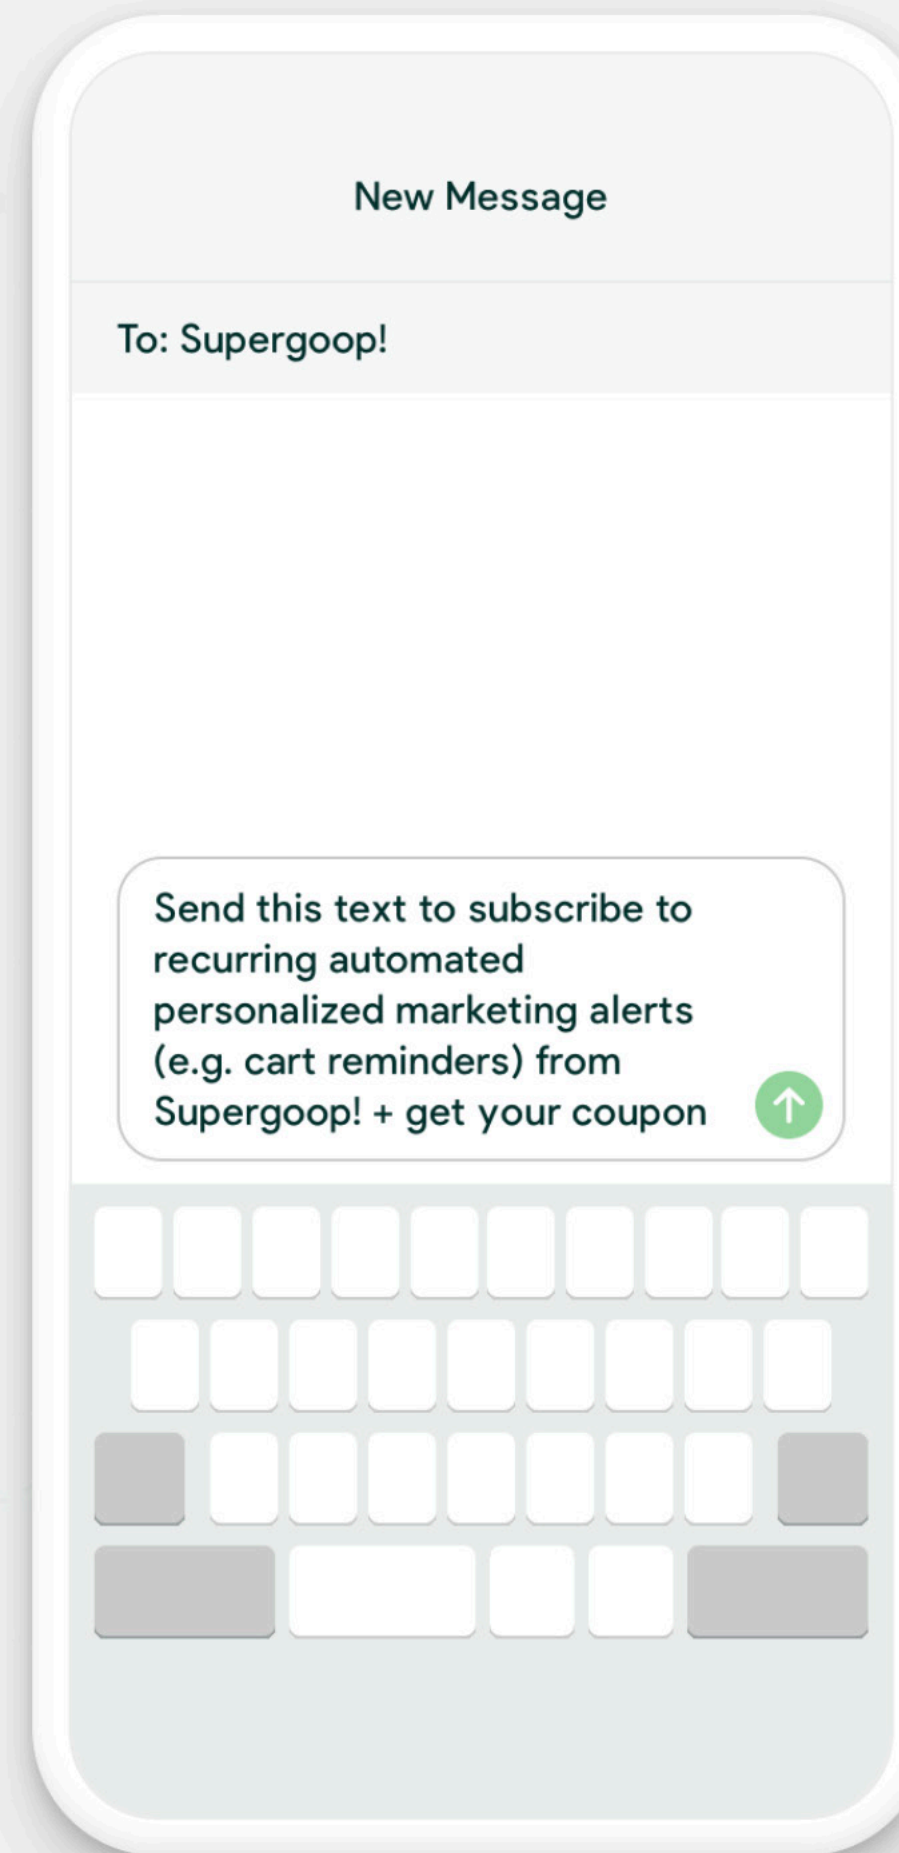 New Message
To: Supergoop!
Send this text to subscribe to
recurring automated
personalized marketing alerts
(e.g. cart reminders) from
Supergoop! + get your coupon